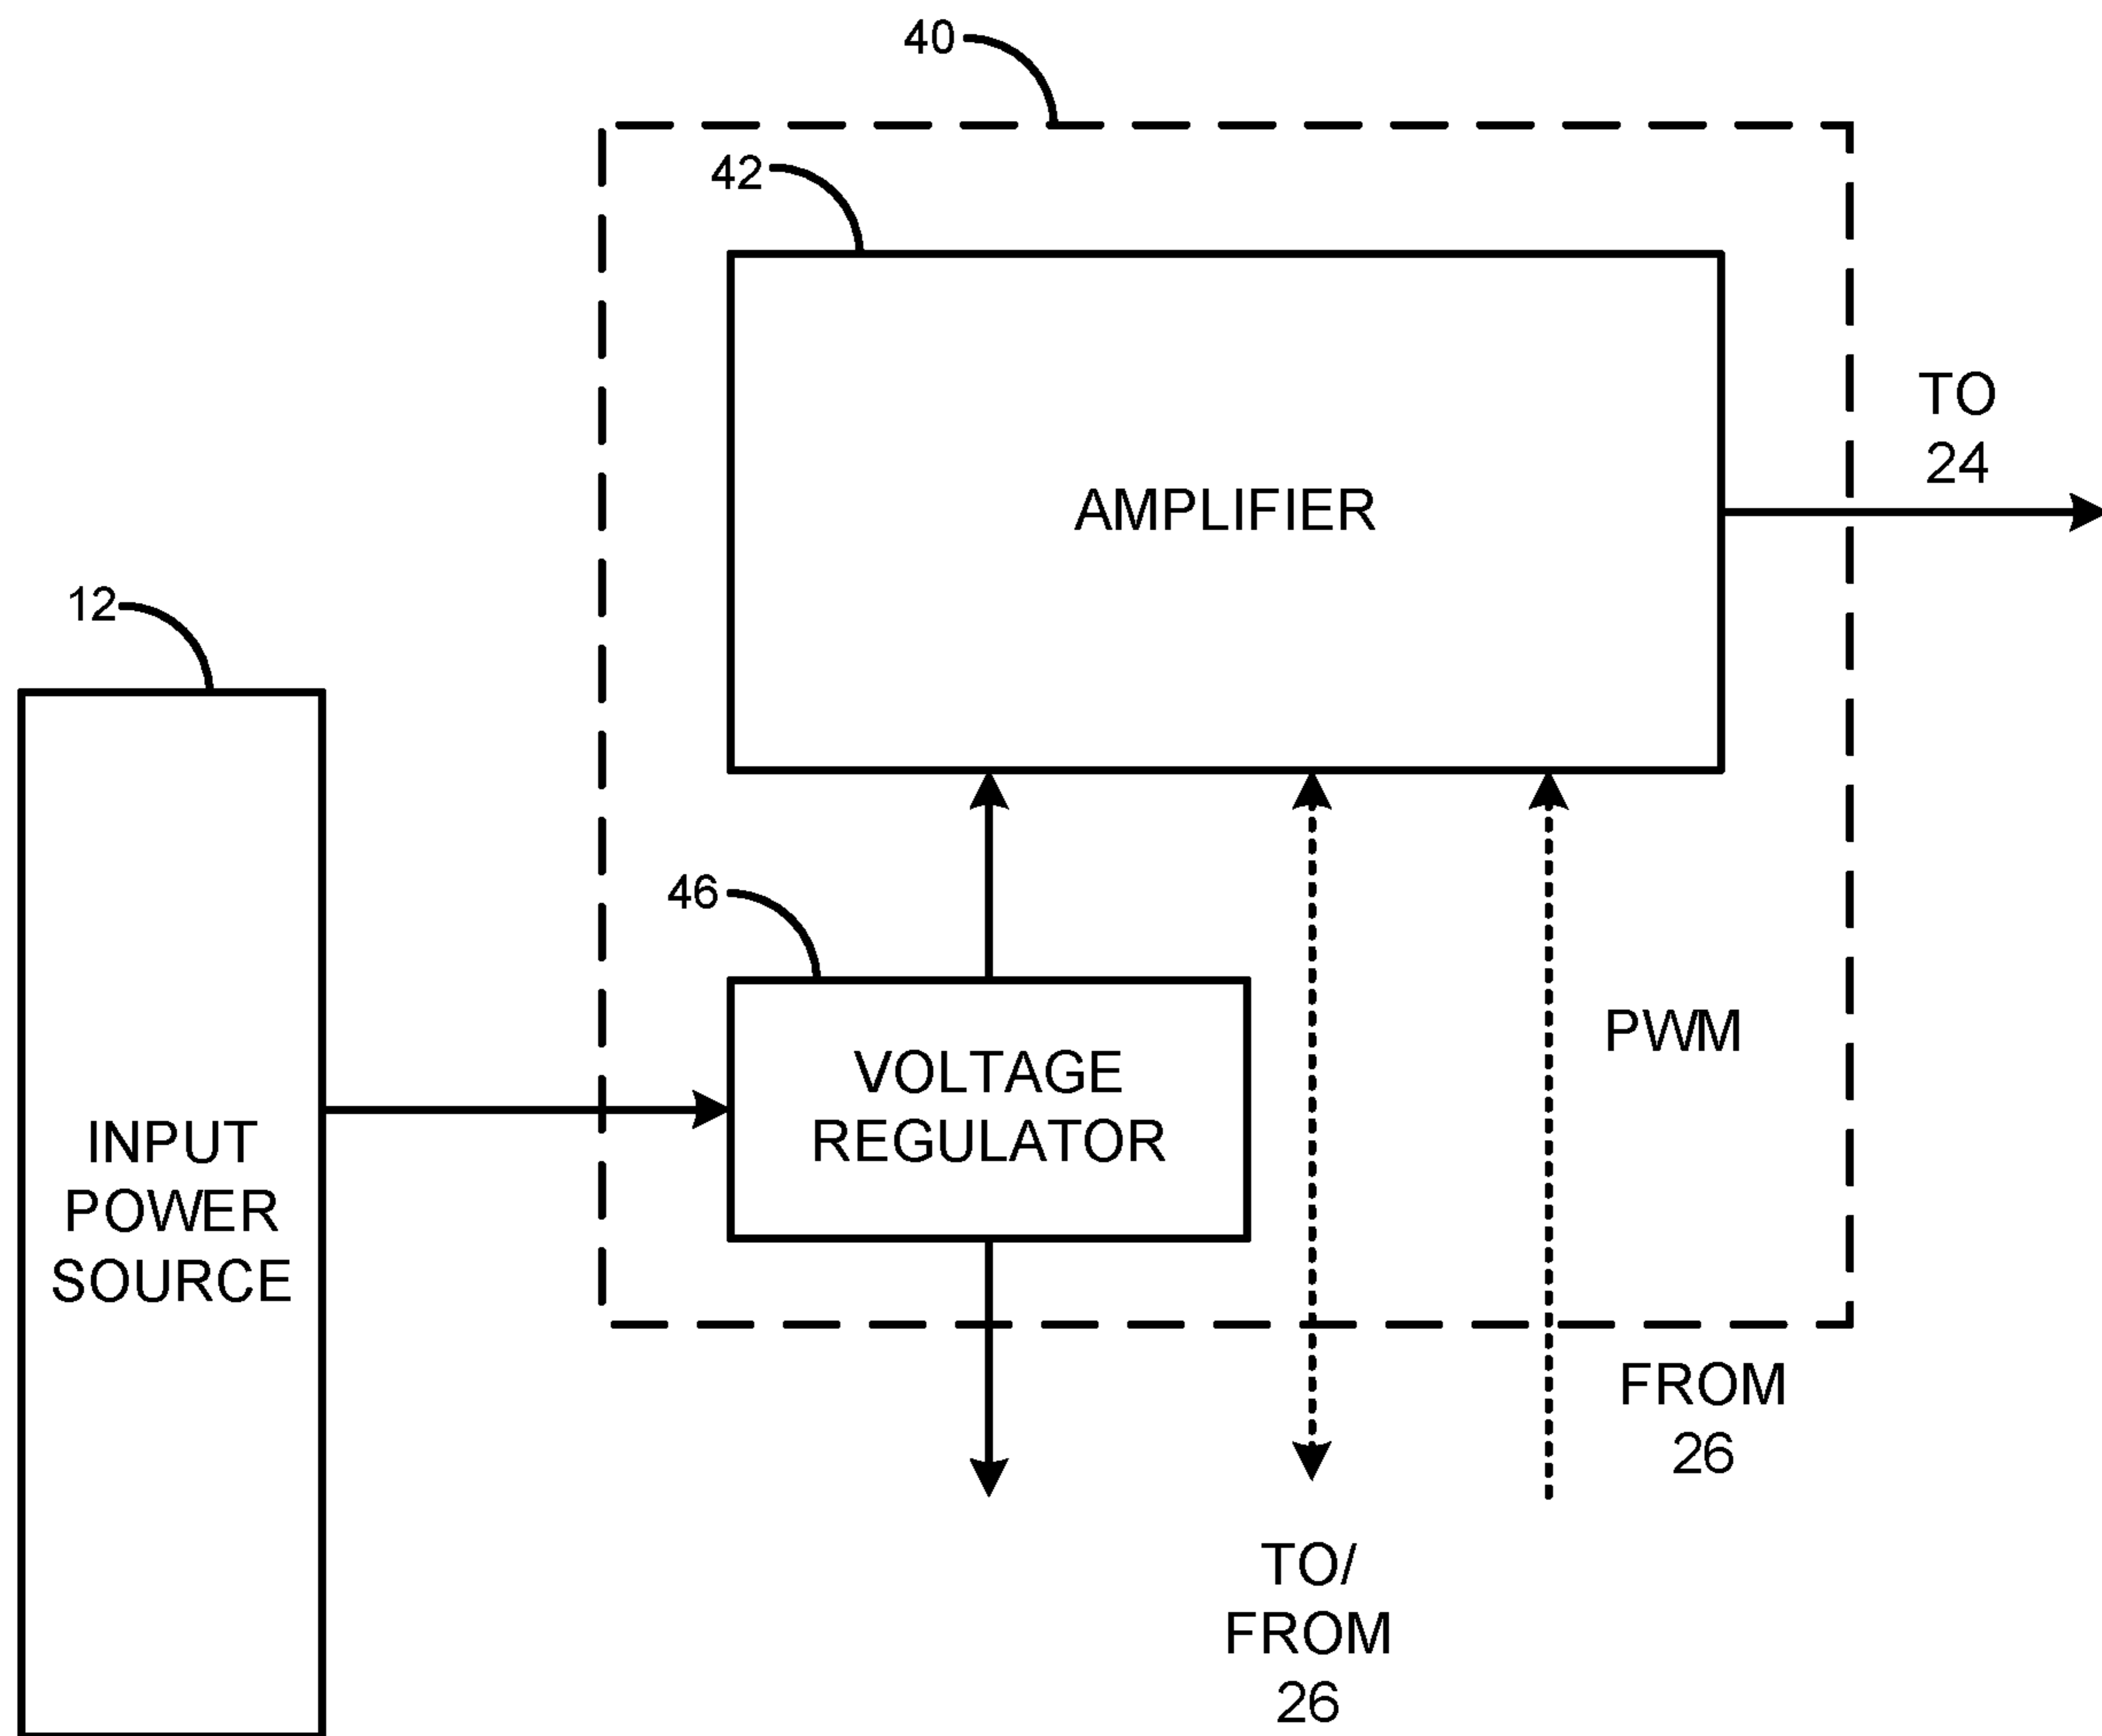 40
42
AMPLIFIER
TO
24
12
46
VOLTAGE
REGULATOR
PWM
INPUT
POWER
SOURCE
FROM
26
TO/
FROM
26